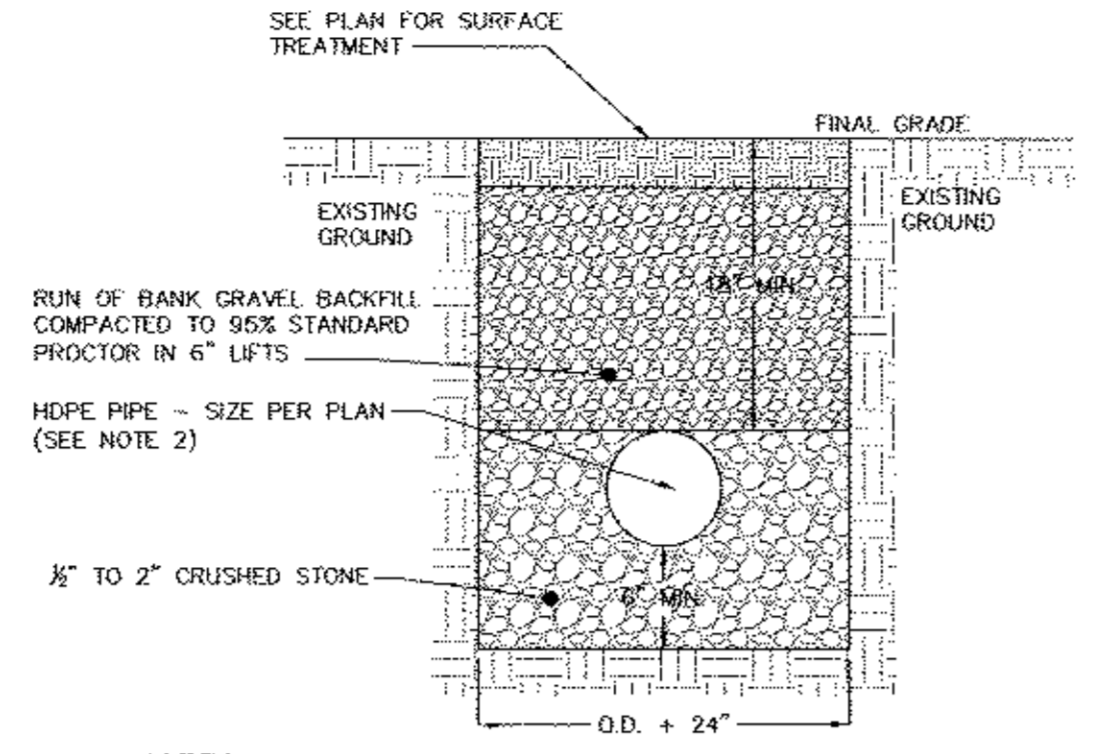 SEE PLAN FOR SURFACE
TREATMENT
FINAL GRADE
EXISTING
GROUND
EXISTING
GROUND
18" MIN
RUN OF BANK GRAVEL BACKFILL
COMPACTED TO 95% STANDARD
PROCTOR IN 6" LIFTS
HDPE PIPE - SIZE PER PLAN
(SEE NOTE 2)
½" TO 2" CRUSHED STONE
6" MIN
O.D. + 24"